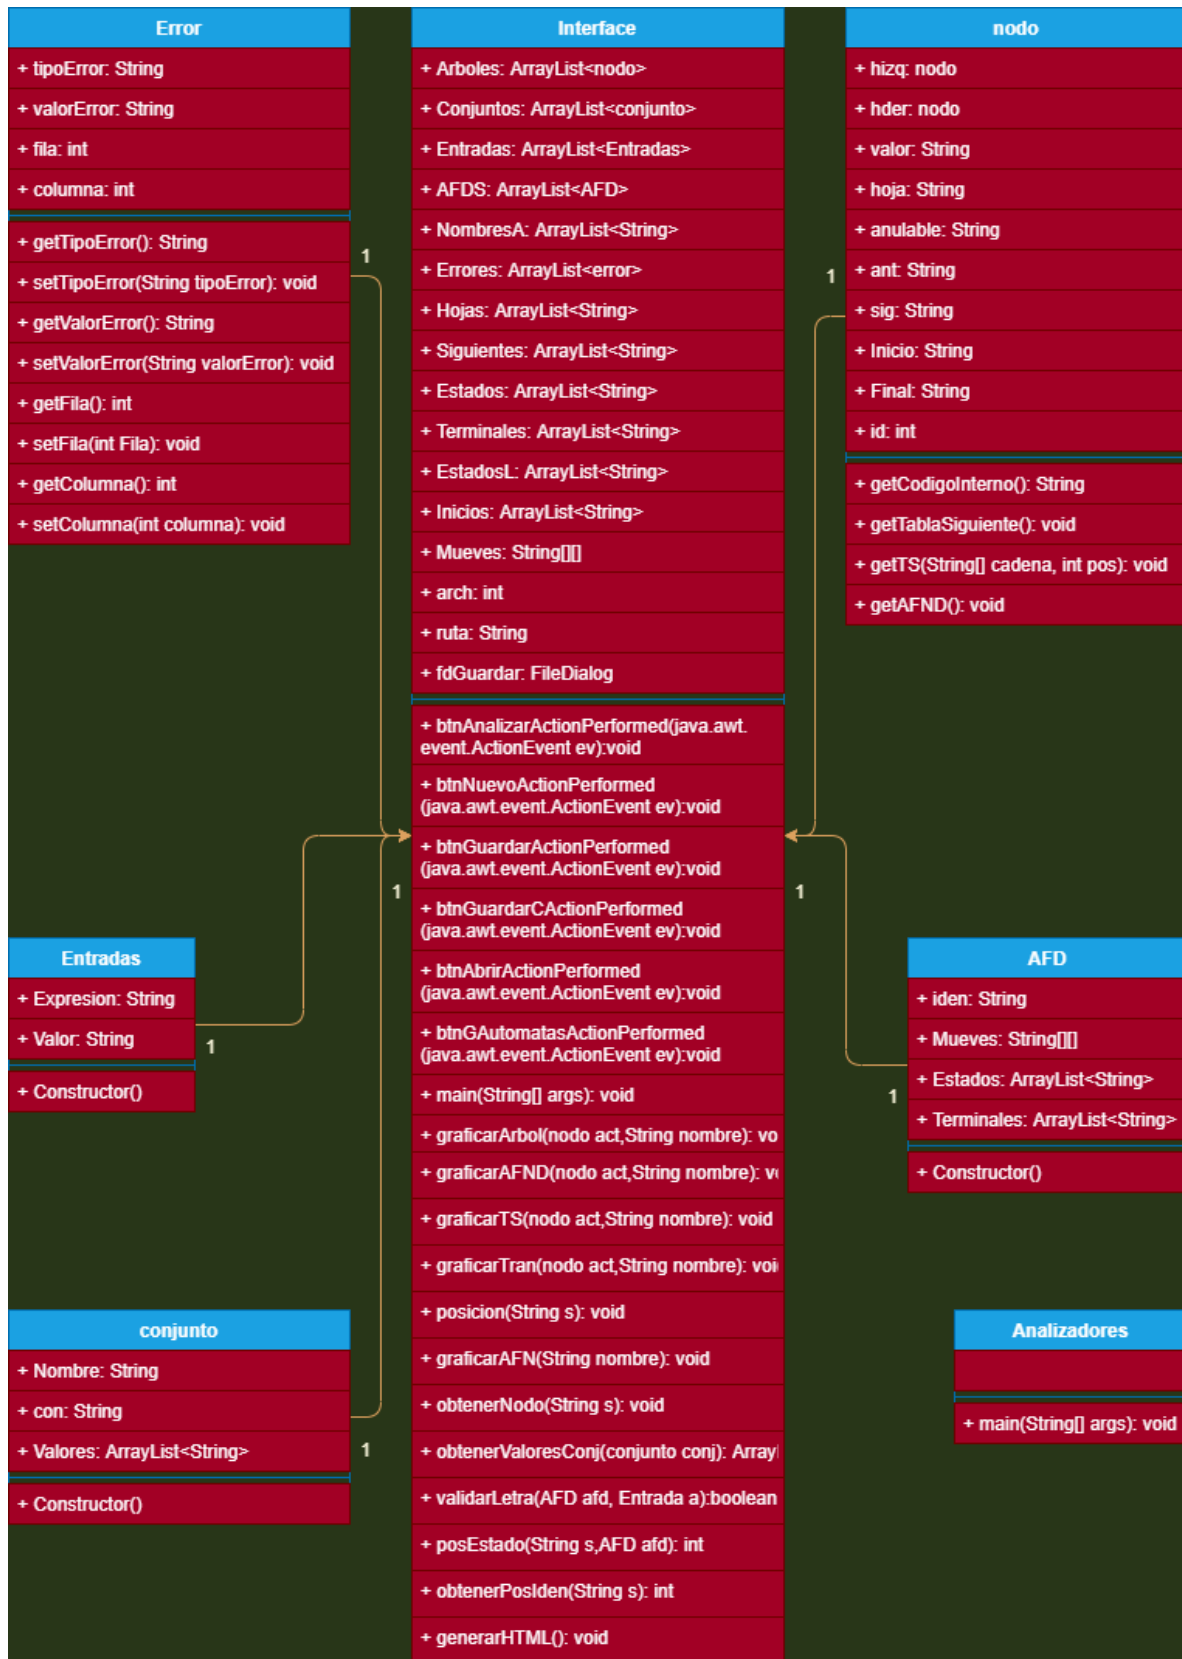 Error
+ tipoError: String
+ valorError: String
+ fila: int
+ columna: int
+ getTipoError(): String
+ setTipoError(String tipoError): void
+ getValorError(): String
+ setValorError(String valorError): void
+ getFila(): int
+ setFila(int Fila): void
+ getColumna(): int
+ setColumna(int columna): void
1
Entradas
+ Expresion: String
+ Valor: String
+ Constructor()
1
conjunto
+ Nombre: String
+ con: String
+ Valores: ArrayList<String>
+ Constructor()
1
Interface
+ Arboles: ArrayList<nodo>
+ Conjuntos: ArrayList<conjunto>
+ Entradas: ArrayList<Entradas>
+ AFDS: ArrayList<AFD>
+ NombresA: ArrayList<String>
+ Errores: ArrayList<error>
+ Hojas: ArrayList<String>
+ Siguientes: ArrayList<String>
+ Estados: ArrayList<String>
+ Terminales: ArrayList<String>
+ EstadosL: ArrayList<String>
+ Inicios: ArrayList<String>
+ Mueves: String[][]
+ arch: int
+ ruta: String
+ fdGuardar: FileDialog
+ btnAnalizarActionPerformed(java.awt.
event.ActionEvent ev):void
+ btnNuevoActionPerformed
(java.awt.event.ActionEvent ev):void
+ btnGuardarActionPerformed
(java.awt.event.ActionEvent ev):void
+ btnGuardarCActionPerformed
(java.awt.event.ActionEvent ev):void
+ btnAbrirActionPerformed
(java.awt.event.ActionEvent ev):void
+ btnGAutomatasActionPerformed
(java.awt.event.ActionEvent ev):void
+ main(String[] args): void
+ graficarArbol(nodo act,String nombre): vo
+ graficarAFND(nodo act,String nombre): v
+ graficarTS(nodo act,String nombre): void
+ graficarTran(nodo act,String nombre): voi
+ posicion(String s): void
+ graficarAFN(String nombre): void
+ obtenerNodo(String s): void
+ obtenerValoresConj(conjunto conj): Array
+ validarLetra(AFD afd, Entrada a):boolean
+ posEstado(String s,AFD afd): int
+ obtenerPosIden(String s): int
+ generarHTML(): void
1
1
nodo
+ hizq: nodo
+ hder: nodo
+ valor: String
+ hoja: String
+ anulable: String
+ ant: String
+ sig: String
+ Inicio: String
+ Final: String
+ id: int
+ getCodigoInterno(): String
+ getTablaSiguiente(): void
+ getTS(String[] cadena, int pos): void
+ getAFND(): void
1
AFD
+ iden: String
+ Mueves: String[][]
+ Estados: ArrayList<String>
+ Terminales: ArrayList<String>
+ Constructor()
1
Analizadores
+ main(String[] args): void